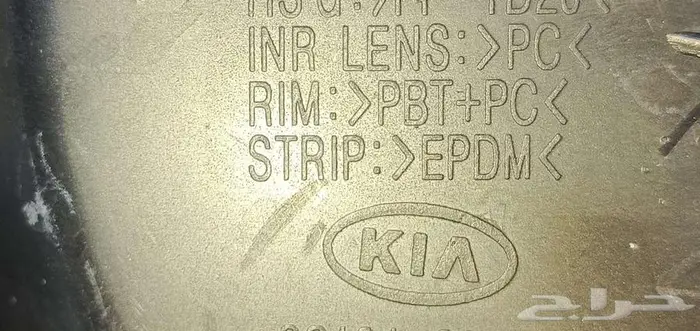 INR LENS:>PC<
RIM:>PBT+PC<
STRIP:>EPDM<
KIA
حراج